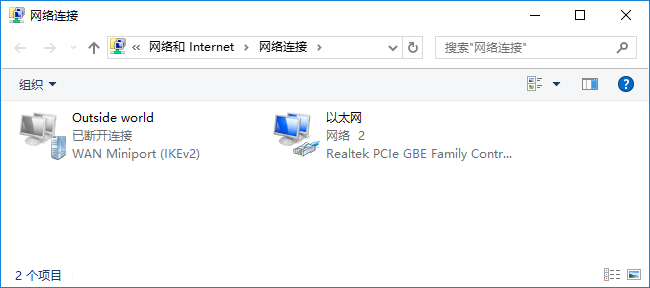 网络连接
« 网络和 Internet › 网络连接 ›
搜索"网络连接"
组织
Outside world
已断开连接
WAN Miniport (IKEv2)
以太网
网络 2
Realtek PCIe GBE Family Contr...
2 个项目